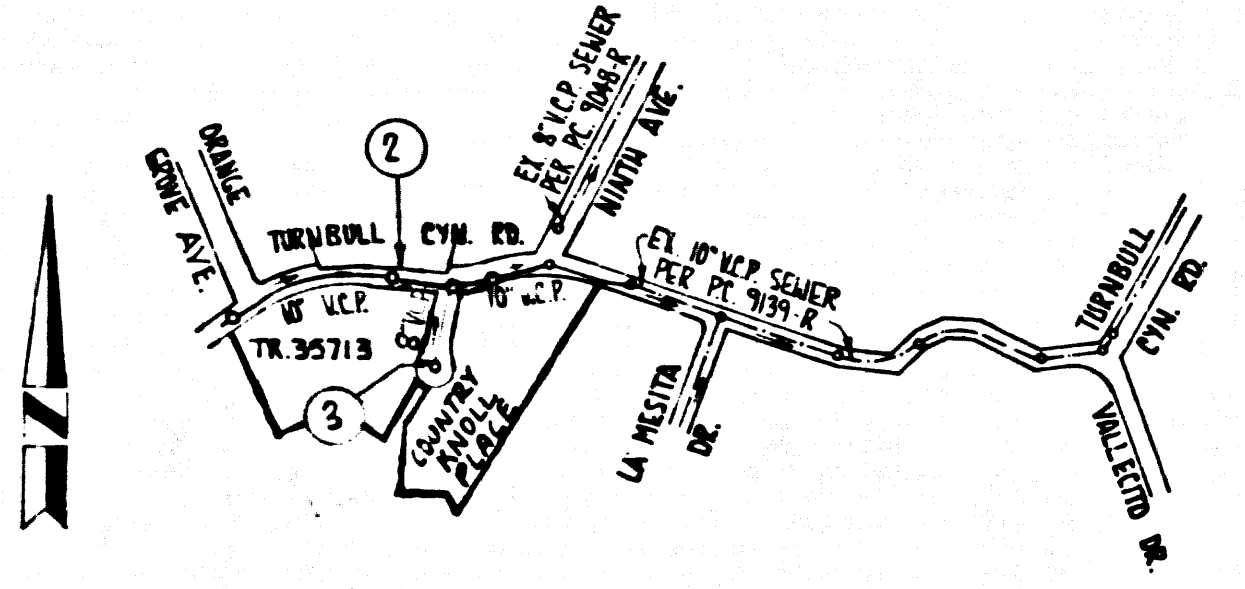 ORANGE
GROVE AVE.
2
TURNBULL CYN. RD.
EX. 8" V.C.P. SEWER
PER P.C. 9048-R
NINTH AVE.
EX. 10" V.C.P. SEWER
PER P.C. 9139-R
10" V.C.P.
10" V.C.P.
8" V.C.P.
TR. 35713
3
COUNTRY
KNOLL
PLACE
LA MESITA
DR.
TURNBULL
CYN. RD.
VALLECITO DR.
N